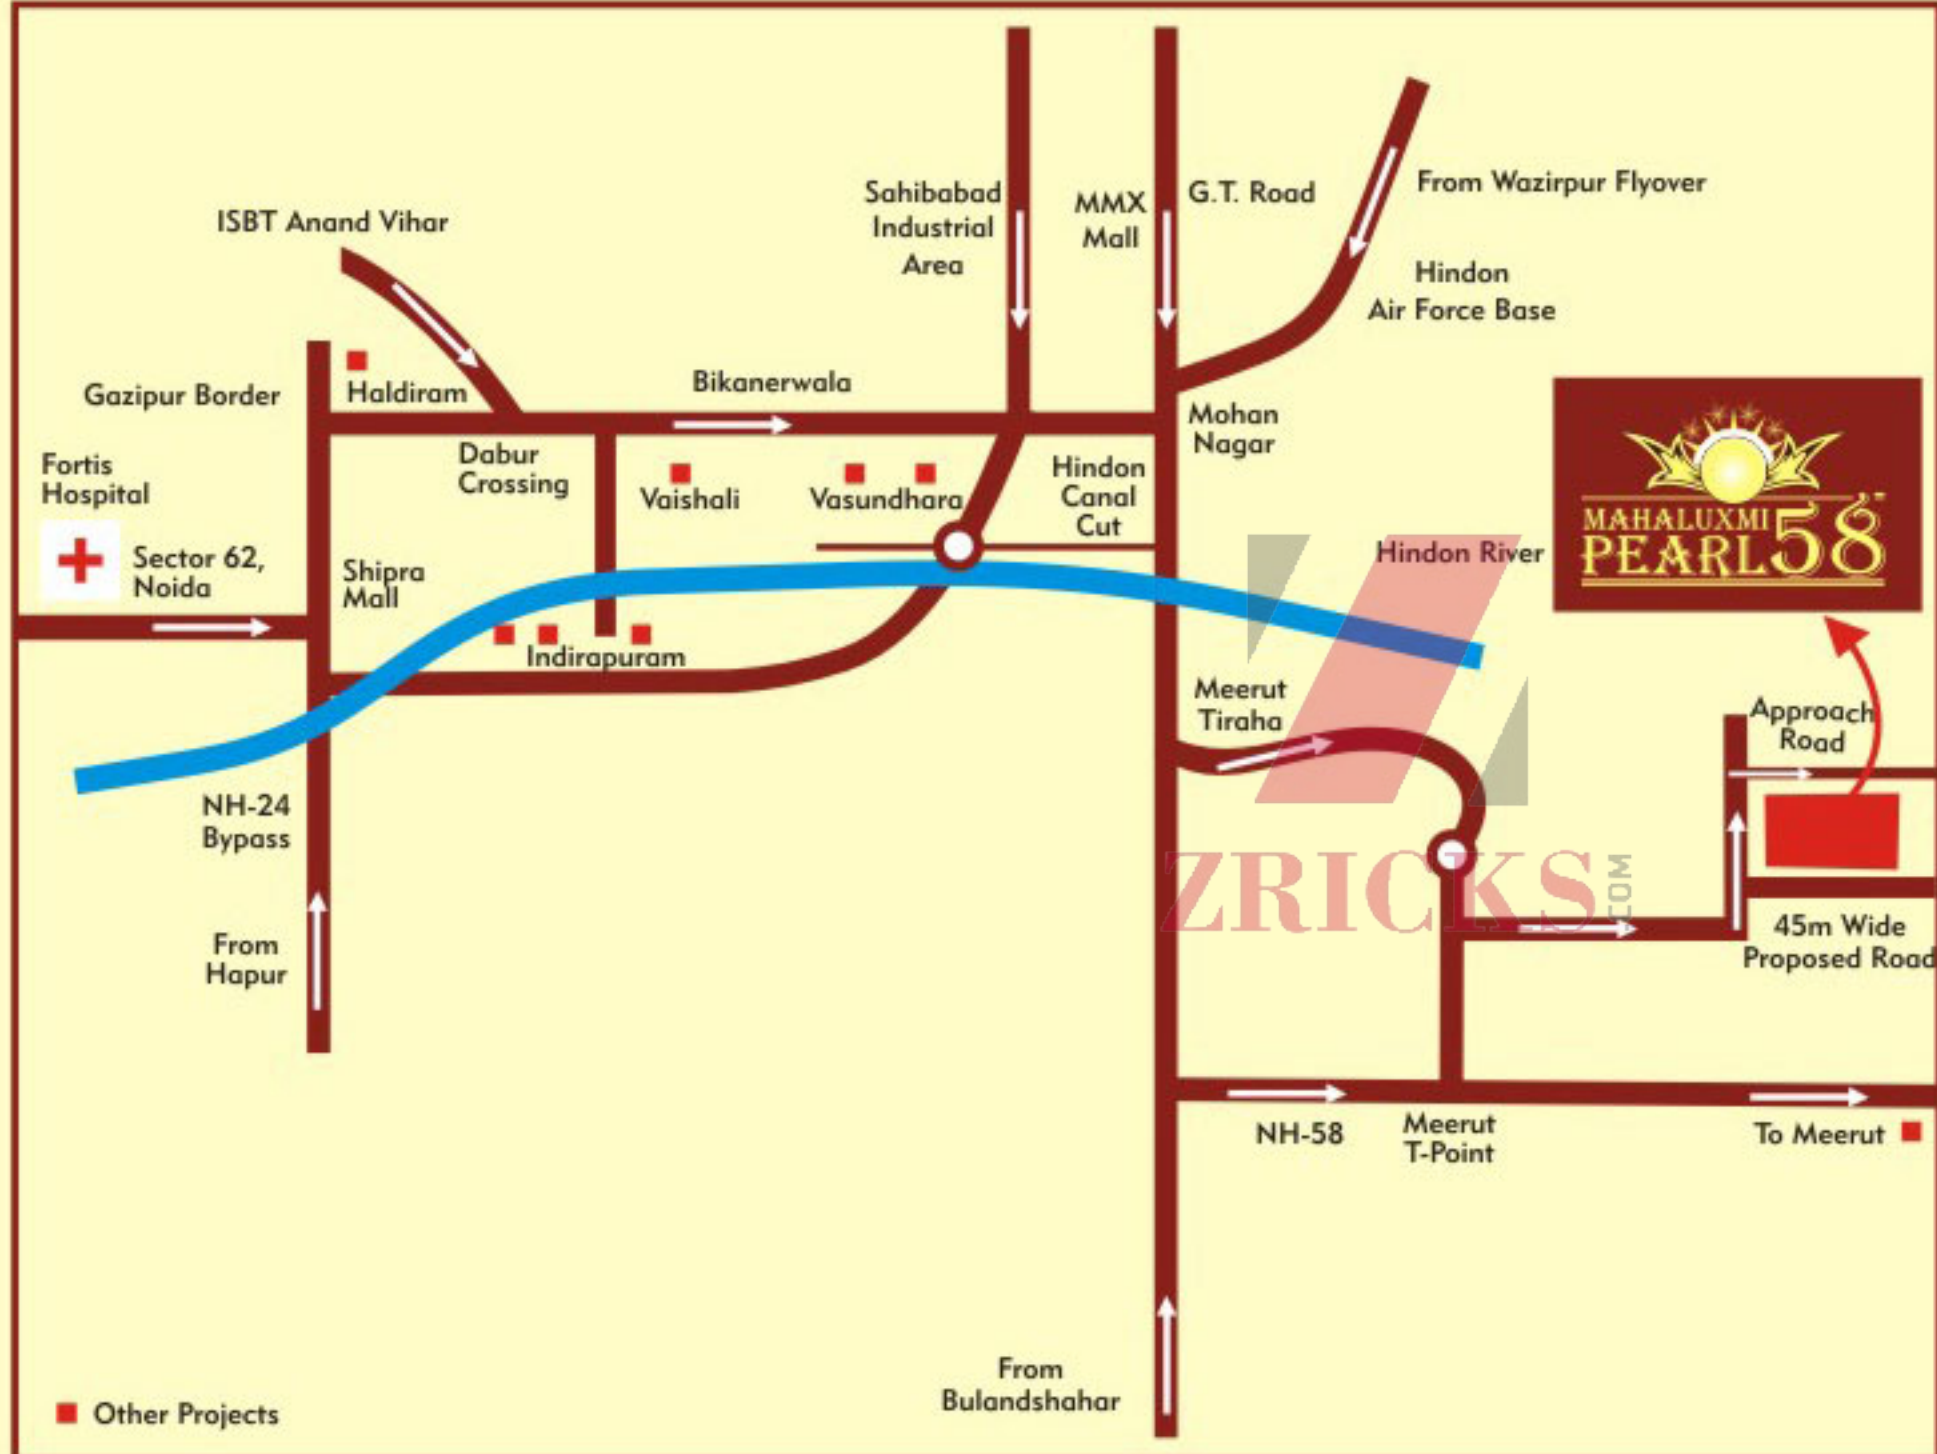 ISBT Anand Vihar
Sahibabad
Industrial
Area
MMX
Mall
G.T. Road
From Wazirpur Flyover
Hindon
Air Force Base
Gazipur Border
Haldiram
Bikanerwala
Mohan
Nagar
Fortis
Hospital
Dabur
Crossing
Vaishali
Vasundhara
Hindon
Canal
Cut
MAHALUXMI
PEARL 58
Sector 62,
Noida
Shipra
Mall
Hindon River
Indirapuram
Meerut
Tiraha
Approach
Road
NH-24
Bypass
ZRICKS
.COM
From
Hapur
45m Wide
Proposed Road
NH-58
Meerut
T-Point
To Meerut
From
Bulandshahar
Other Projects